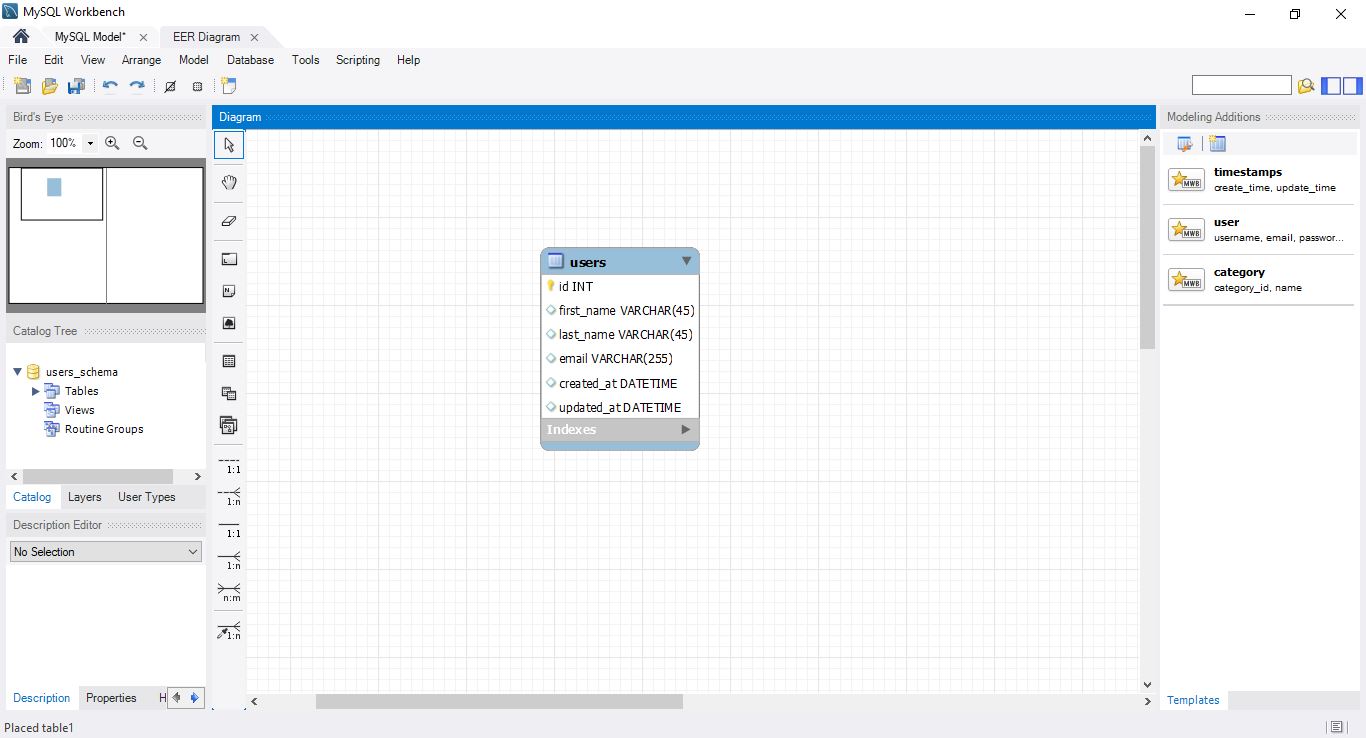 MySQL Workbench
MySQL Model*
EER Diagram
File Edit View Arrange Model Database Tools Scripting Help
Bird's Eye
Zoom: 100%
Catalog Tree
users_schema
Tables
Views
Routine Groups
Catalog Layers User Types
Description Editor
No Selection
Description Properties H
Placed table1
Diagram
1:1
1:n
1:1
1:n
n:m
1:n
users
id INT
first_name VARCHAR(45)
last_name VARCHAR(45)
email VARCHAR(255)
created_at DATETIME
updated_at DATETIME
Indexes
Modeling Additions
MWB
timestamps
create_time, update_time
MWB
user
username, email, passwor...
MWB
category
category_id, name
Templates